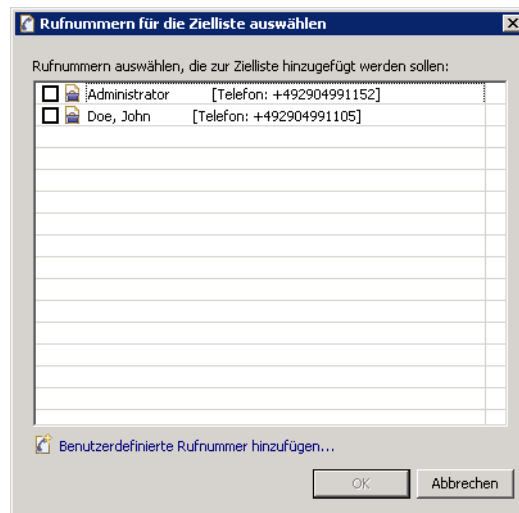 Rufnummern für die Zielliste auswählen
Rufnummern auswählen, die zur Zielliste hinzugefügt werden sollen:
Administrator [Telefon: +492904991152]
Doe, John [Telefon: +492904991105]
Benutzerdefinierte Rufnummer hinzufügen...
OK Abbrechen